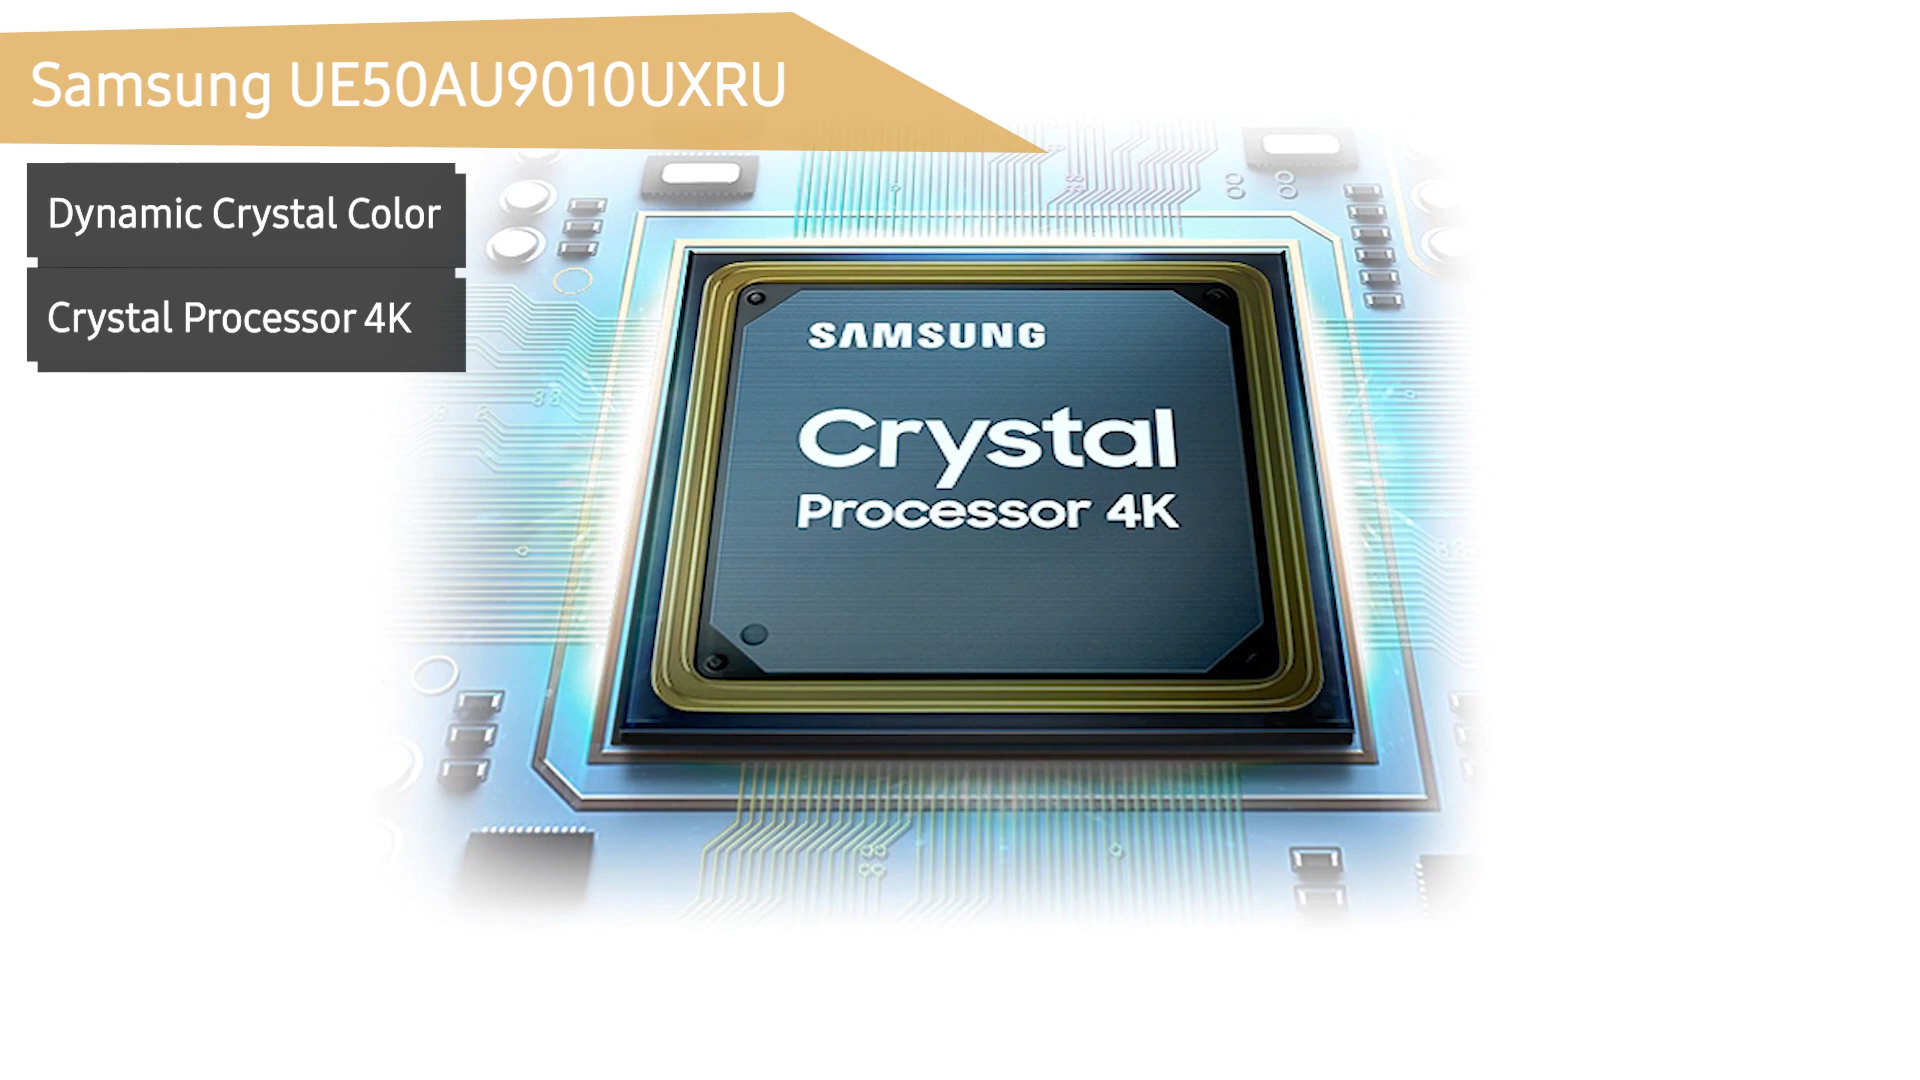 Samsung UE50AU9010UXRU
Dynamic Crystal Color
Crystal Processor 4K
SAMSUNG
Crystal
Processor 4K